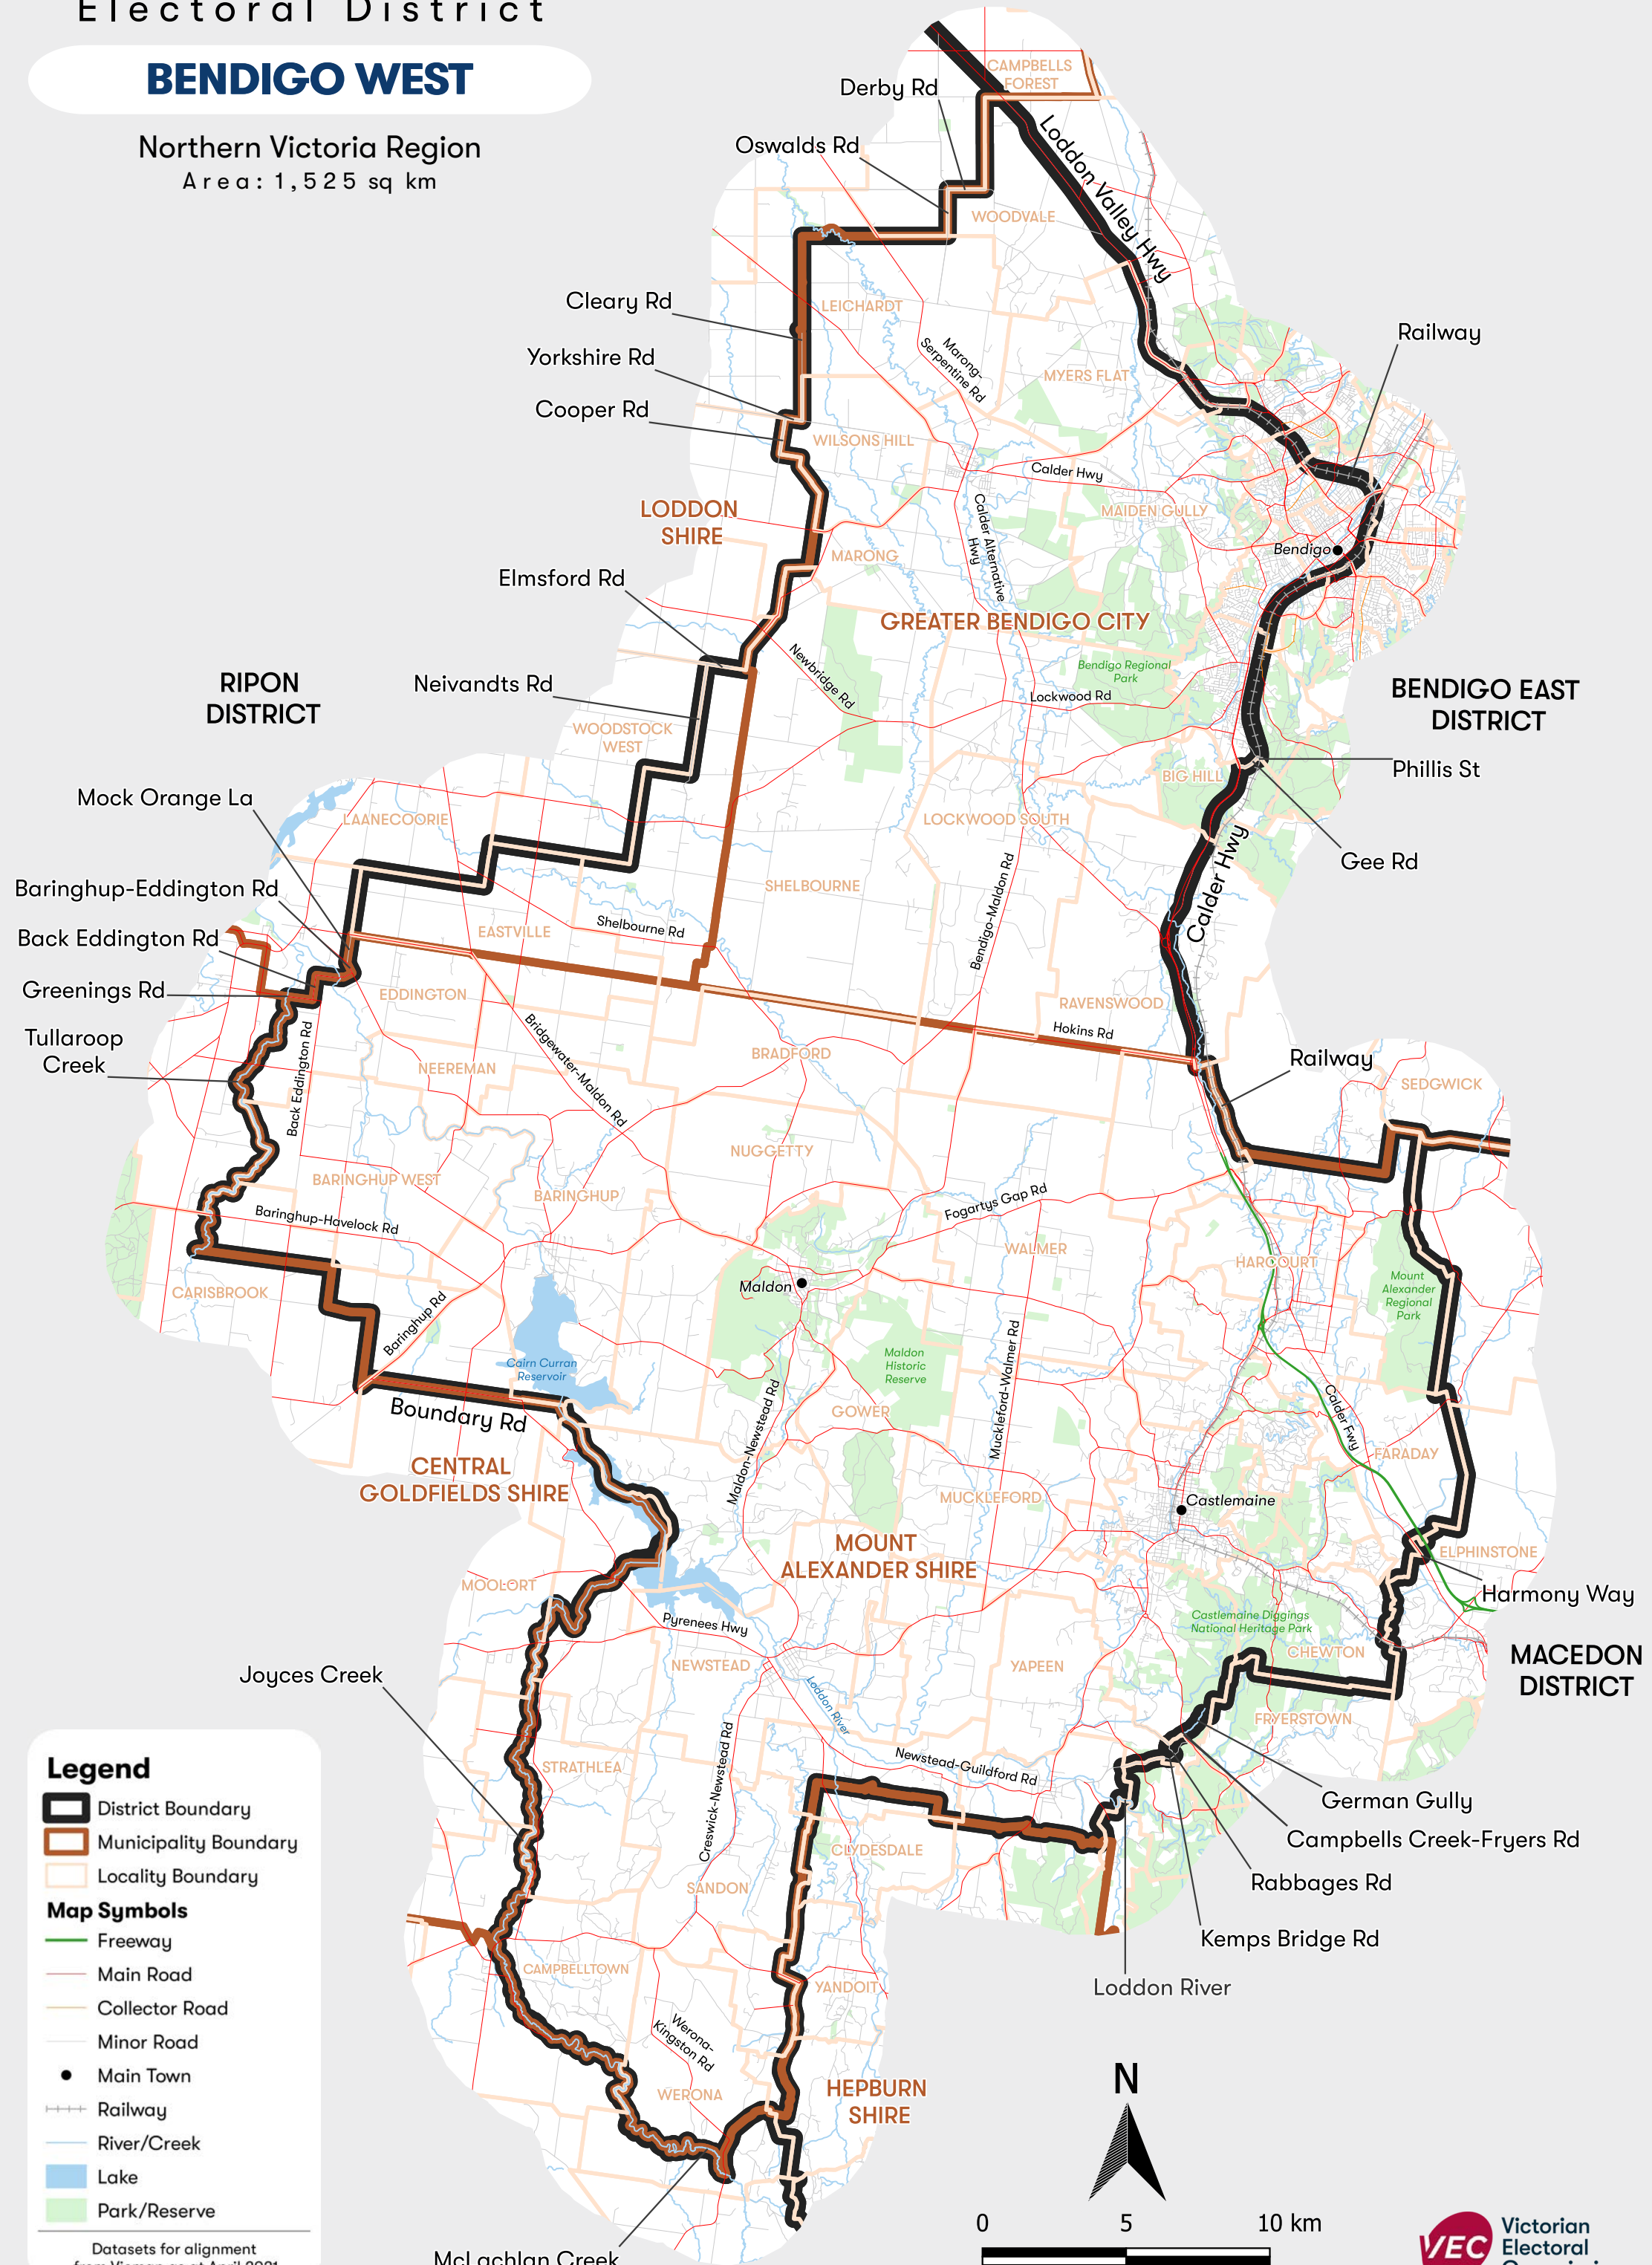 Electoral District
BENDIGO WEST
Northern Victoria Region
Area: 1,525 sq km
CAMPBELLS
FOREST
Derby Rd
Oswalds Rd
Loddon Valley Hwy
WOODVALE
Cleary Rd
LEICHARDT
Yorkshire Rd
Marong-
Serpentine Rd
MYERS FLAT
Railway
Cooper Rd
WILSONS HILL
Calder Hwy
LODDON
SHIRE
MAIDEN GULLY
Calder Alternative
Hwy
MARONG
Bendigo
Elmsford Rd
GREATER BENDIGO CITY
RIPON
DISTRICT
Neivandts Rd
Newbridge Rd
Bendigo Regional
Park
Lockwood Rd
BENDIGO EAST
DISTRICT
WOODSTOCK
WEST
BIG HILL
Phillis St
Mock Orange La
LAANECOORIE
LOCKWOOD SOUTH
Gee Rd
Calder Hwy
Baringhup-Eddington Rd
SHELBOURNE
Bendigo-Maldon Rd
Back Eddington Rd
EASTVILLE
Shelbourne Rd
Greenings Rd
EDDINGTON
RAVENSWOOD
Hokins Rd
Tullaroop
Creek
Back Eddington Rd
NEEREMAN
Bridgewater-Maldon Rd
BRADFORD
Railway
SEDGWICK
NUGGETTY
BARINGHUP WEST
BARINGHUP
Fogartys Gap Rd
Baringhup-Havelock Rd
WALMER
HARCOURT
CARISBROOK
Maldon
Mount
Alexander
Regional
Park
Baringhup Rd
Cairn Curran
Reservoir
Maldon
Historic
Reserve
Muckleford-Walmer Rd
Boundary Rd
Maldon-Newstead Rd
GOWER
Calder Fwy
FARADAY
CENTRAL
GOLDFIELDS SHIRE
MUCKLEFORD
Castlemaine
MOUNT
ALEXANDER SHIRE
ELPHINSTONE
MOOLORT
Harmony Way
Pyrenees Hwy
Castlemaine Diggings
National Heritage Park
CHEWTON
MACEDON
DISTRICT
Joyces Creek
NEWSTEAD
YAPEEN
Loddon River
FRYERSTOWN
Creswick-Newstead Rd
Newstead-Guildford Rd
STRATHLEA
German Gully
Campbells Creek-Fryers Rd
CLYDESDALE
Rabbages Rd
SANDON
Kemps Bridge Rd
CAMPBELLTOWN
YANDOIT
Loddon River
Werona-
Kingston Rd
WERONA
HEPBURN
SHIRE
McLachlan Creek
Legend
District Boundary
Municipality Boundary
Locality Boundary
Map Symbols
Freeway
Main Road
Collector Road
Minor Road
Main Town
Railway
River/Creek
Lake
Park/Reserve
Datasets for alignment
from Vicmap as at April 2021
N
0 5 10 km
VEC
Victorian
Electoral